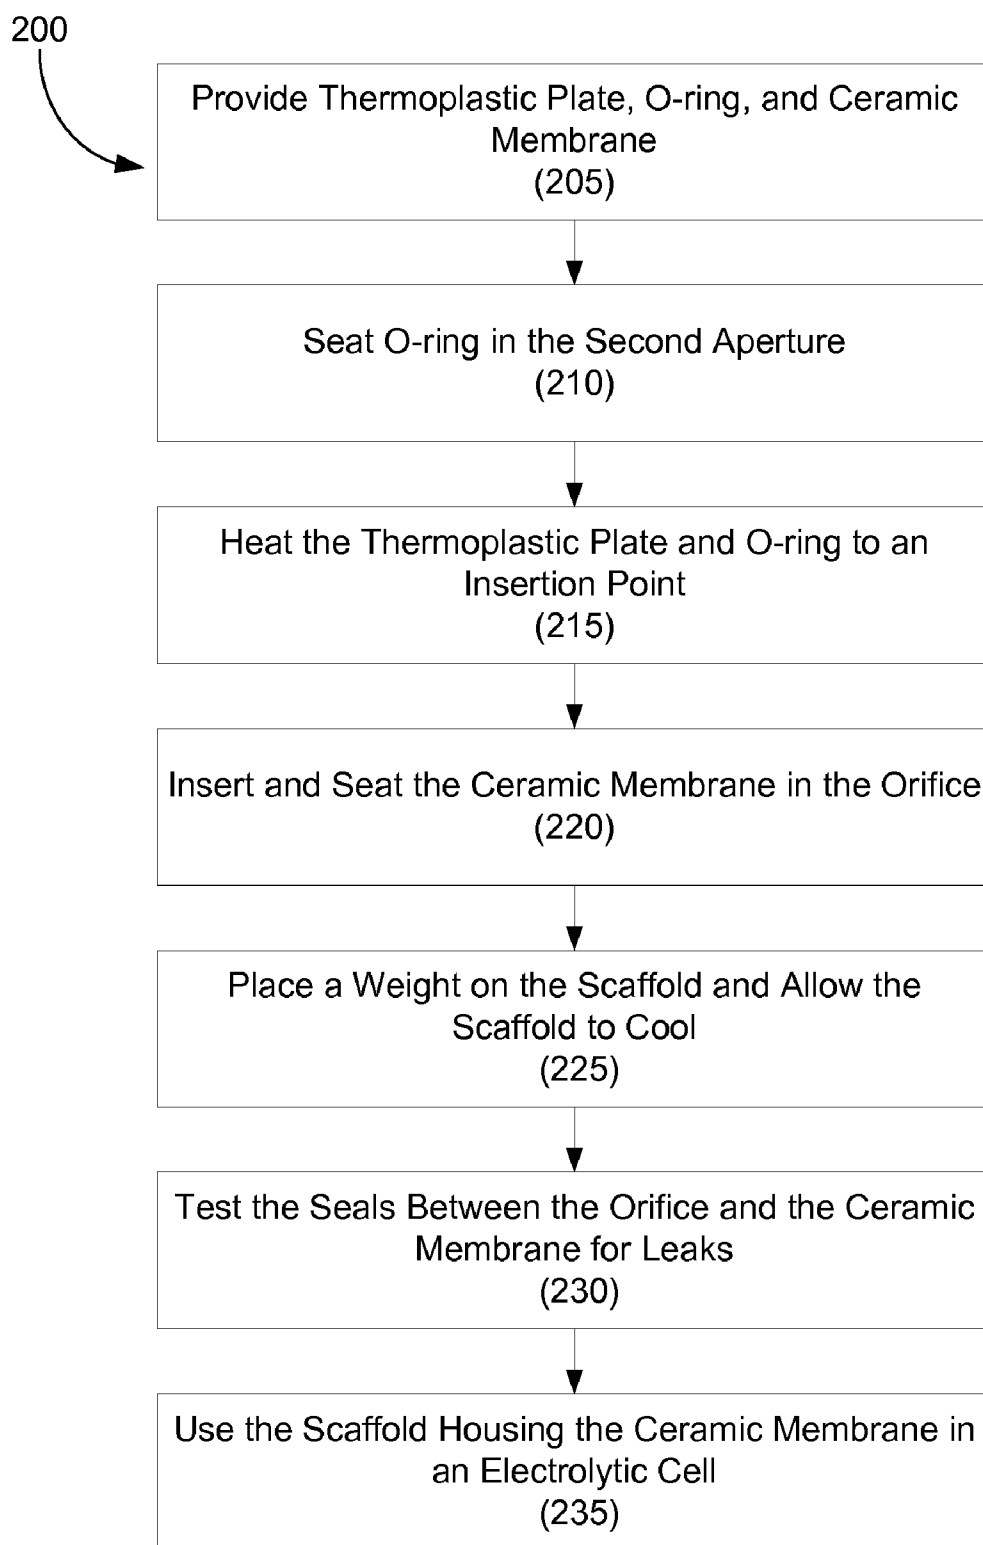 200
Provide Thermoplastic Plate, O-ring, and Ceramic
Membrane
(205)
Seat O-ring in the Second Aperture
(210)
Heat the Thermoplastic Plate and O-ring to an
Insertion Point
(215)
Insert and Seat the Ceramic Membrane in the Orifice
(220)
Place a Weight on the Scaffold and Allow the
Scaffold to Cool
(225)
Test the Seals Between the Orifice and the Ceramic
Membrane for Leaks
(230)
Use the Scaffold Housing the Ceramic Membrane in
an Electrolytic Cell
(235)